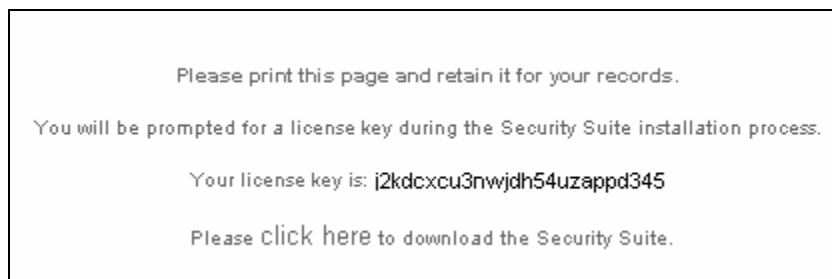 Please print this page and retain it for your records.
You will be prompted for a license key during the Security Suite installation process.
Your license key is: j2kdcxcu3nwjdh54uzappd345
Please click here to download the Security Suite.